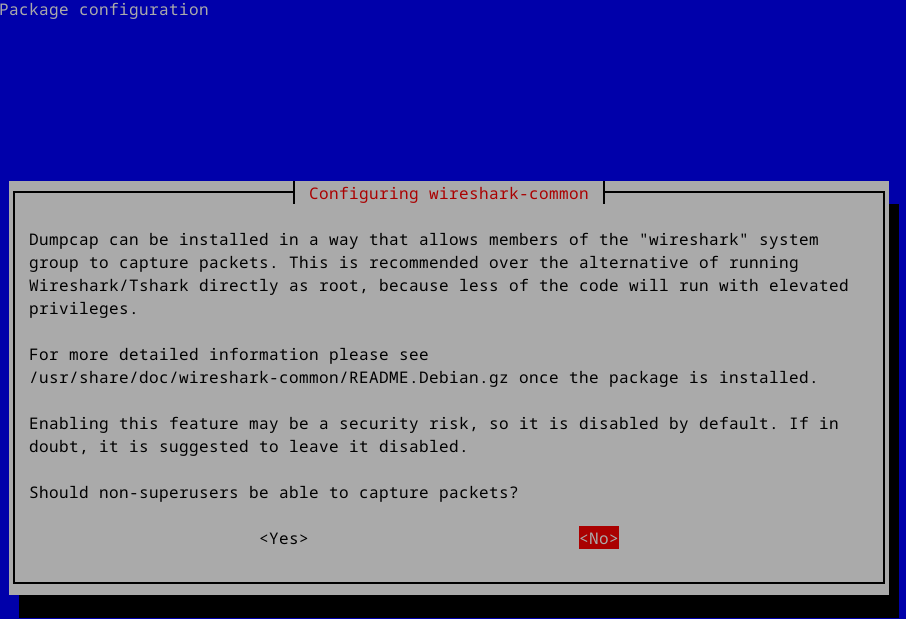 Package configuration
Configuring wireshark-common
Dumpcap can be installed in a way that allows members of the "wireshark" system
group to capture packets. This is recommended over the alternative of running
Wireshark/Tshark directly as root, because less of the code will run with elevated
privileges.
For more detailed information please see
/usr/share/doc/wireshark-common/README.Debian.gz once the package is installed.
Enabling this feature may be a security risk, so it is disabled by default. If in
doubt, it is suggested to leave it disabled.
Should non-superusers be able to capture packets?
<Yes> <No>